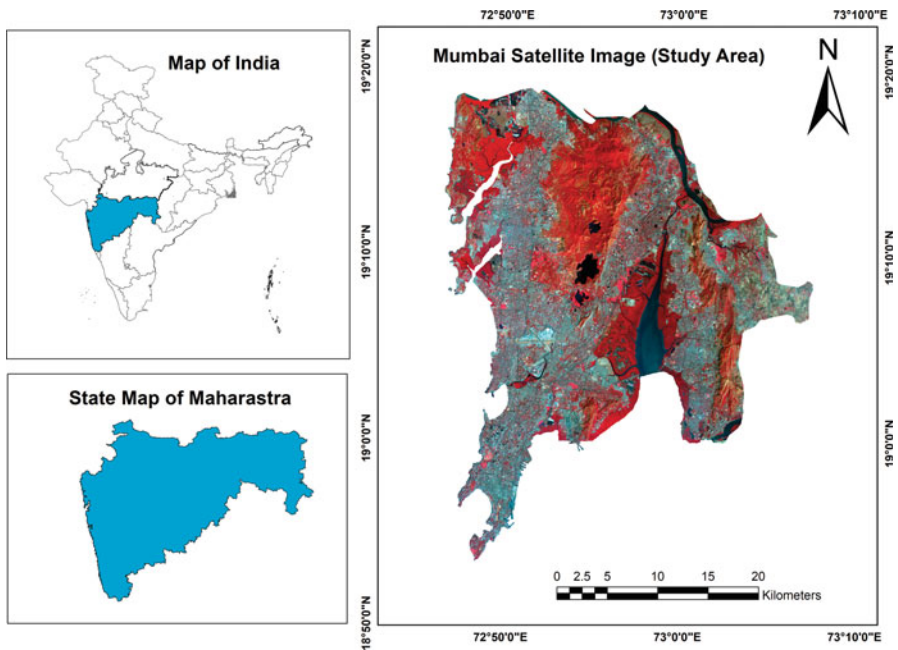 72°50'0"E 73°0'0"E 73°10'0"E
Map of India
Mumbai Satellite Image (Study Area)
N
19°20'0"N
19°20'0"N
19°10'0"N
19°10'0"N
State Map of Maharastra
19°0'0"N
19°0'0"N
0 2.5 5 10 15 20
Kilometers
18°50'0"N
72°50'0"E 73°0'0"E 73°10'0"E